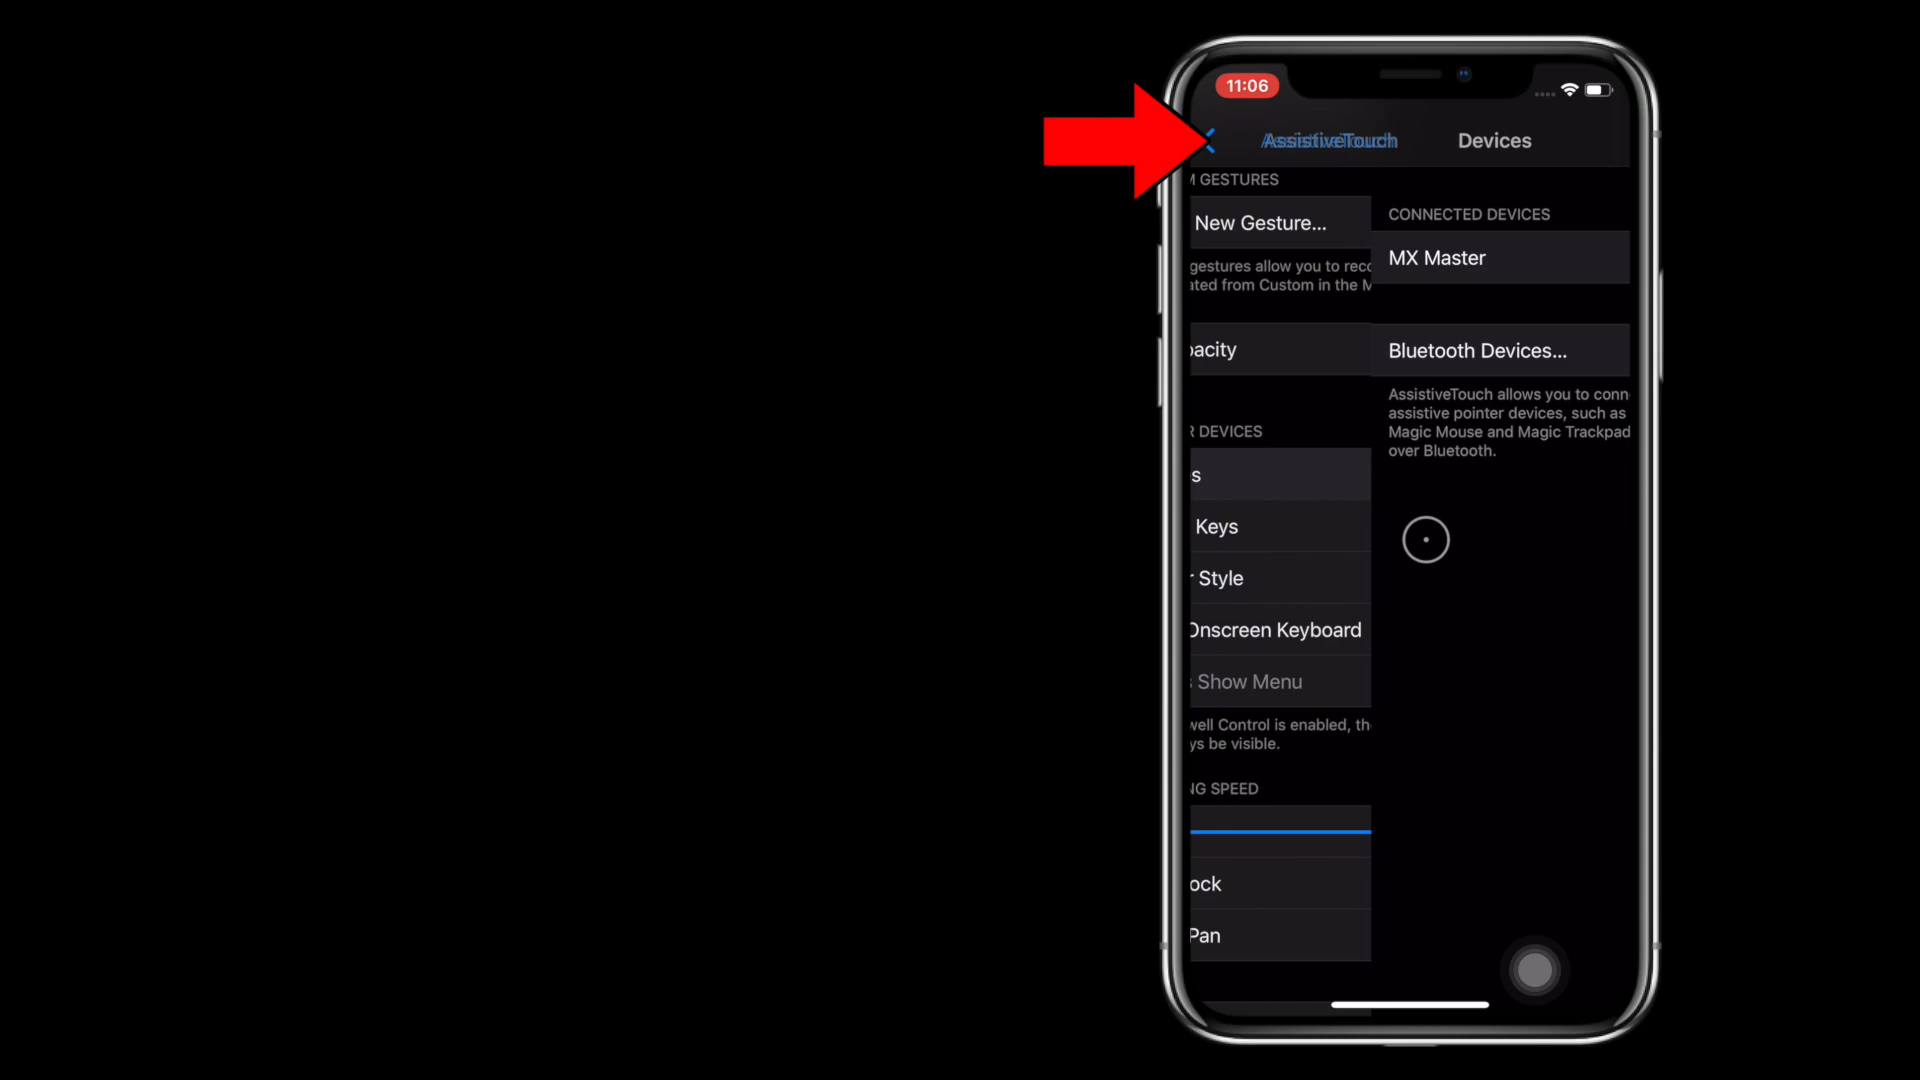 11:06
AssistiveTouch
Devices
M GESTURES
New Gesture...
gestures allow you to reco
ated from Custom in the M
pacity
R DEVICES
s
Keys
r Style
Onscreen Keyboard
s Show Menu
well Control is enabled, th
ys be visible.
NG SPEED
ock
Pan
CONNECTED DEVICES
MX Master
Bluetooth Devices...
AssistiveTouch allows you to conn
assistive pointer devices, such as
Magic Mouse and Magic Trackpad
over Bluetooth.